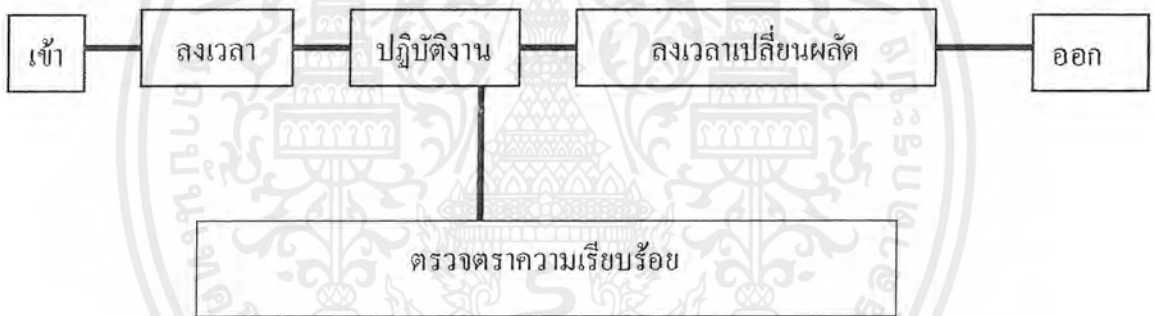 เข้า
ลงเวลา
ปฏิบัติงาน
ลงเวลาเปลี่ยนผลัด
ออก
ตรวจตราความเรียบร้อย